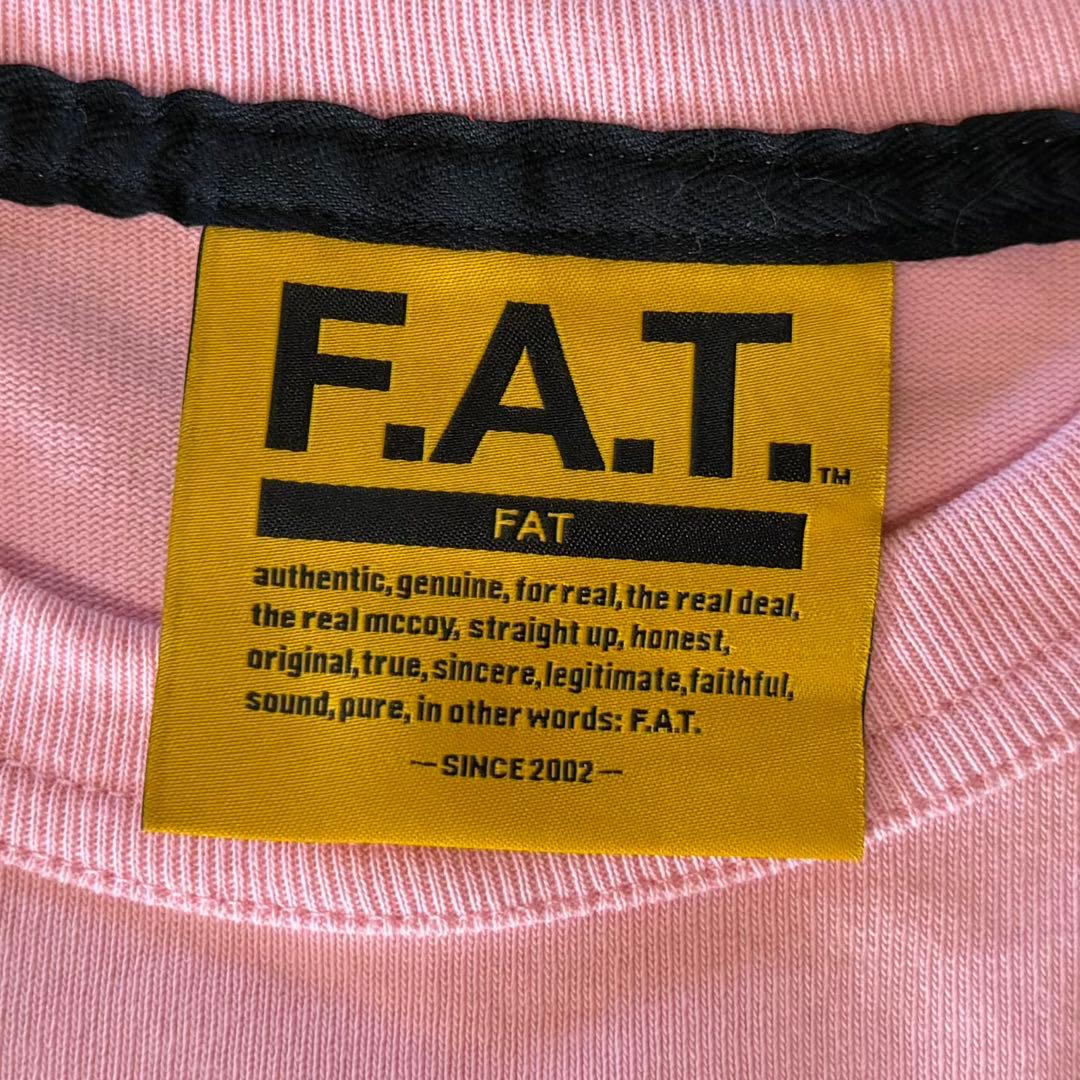 F.A.T.™
FAT
authentic,genuine, for real,the real deal,
the real mccoy, straight up, honest,
original,true, sincere,legitimate,faithful,
sound,pure, in other words: F.A.T.
—SINCE 2002—